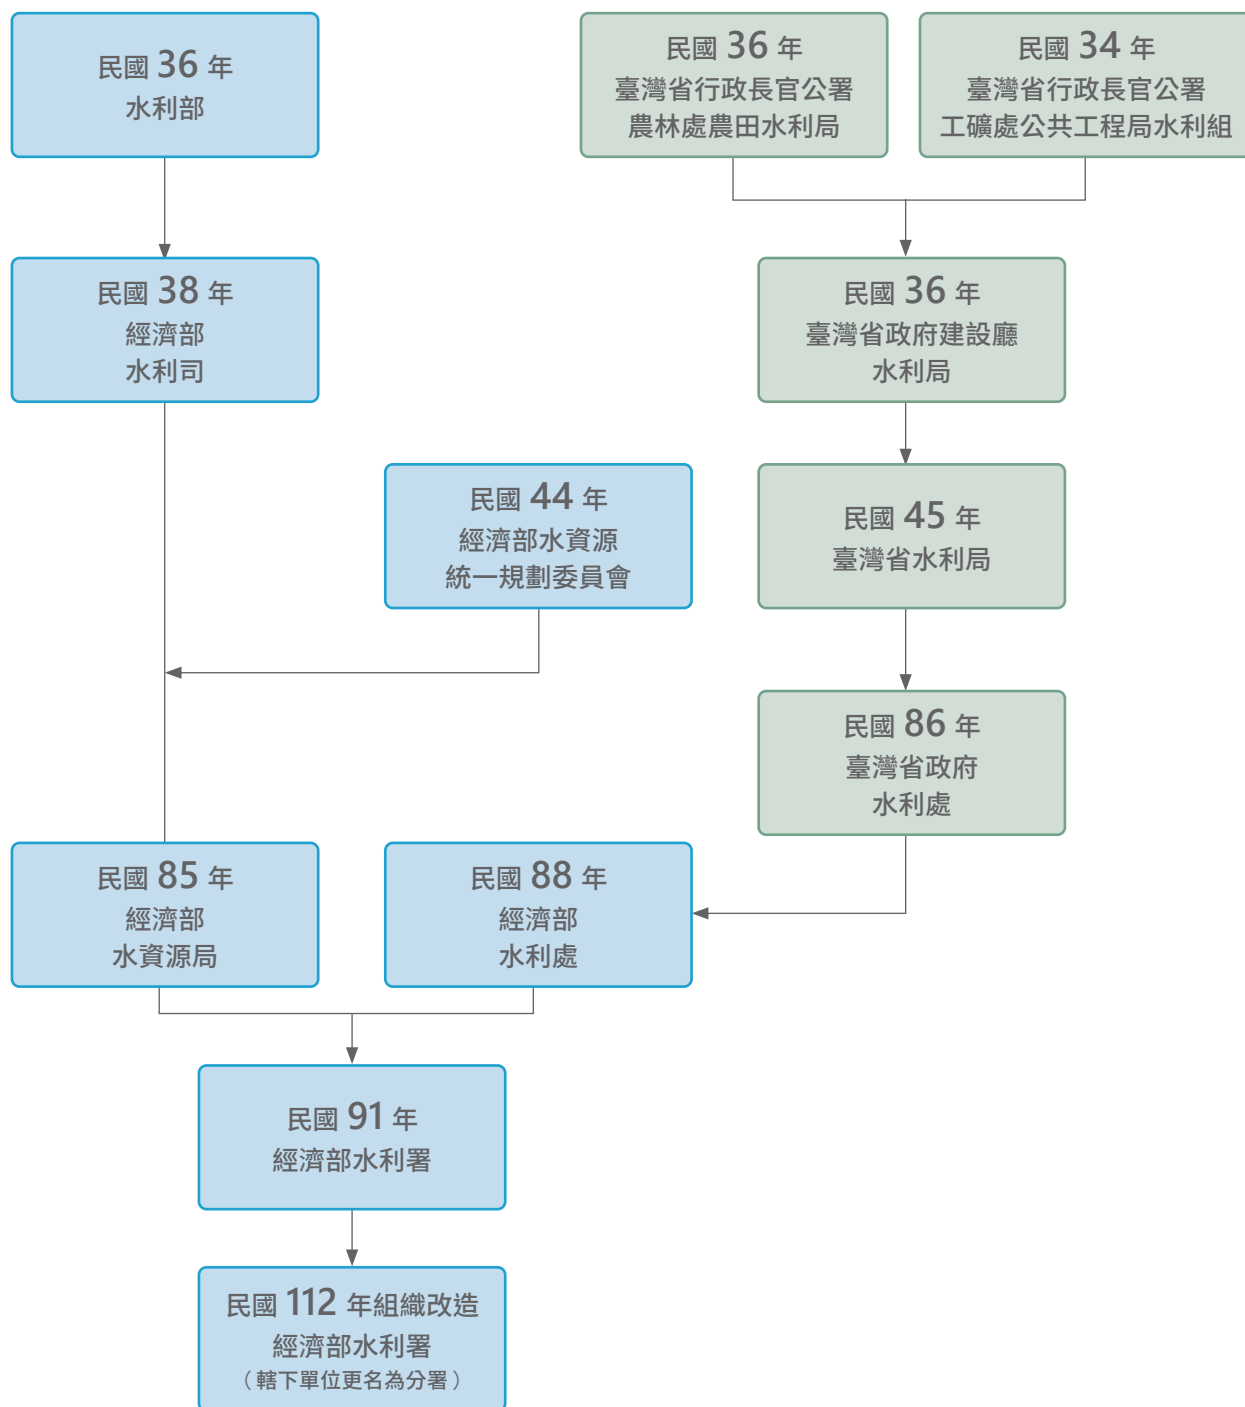 民國 36 年
水利部
民國 36 年
臺灣省行政長官公署
農林處農田水利局
民國 34 年
臺灣省行政長官公署
工礦處公共工程局水利組
民國 38 年
經濟部
水利司
民國 36 年
臺灣省政府建設廳
水利局
民國 44 年
經濟部水資源
統一規劃委員會
民國 45 年
臺灣省水利局
民國 86 年
臺灣省政府
水利處
民國 85 年
經濟部
水資源局
民國 88 年
經濟部
水利處
民國 91 年
經濟部水利署
民國 112 年組織改造
經濟部水利署
（轄下單位更名為分署）